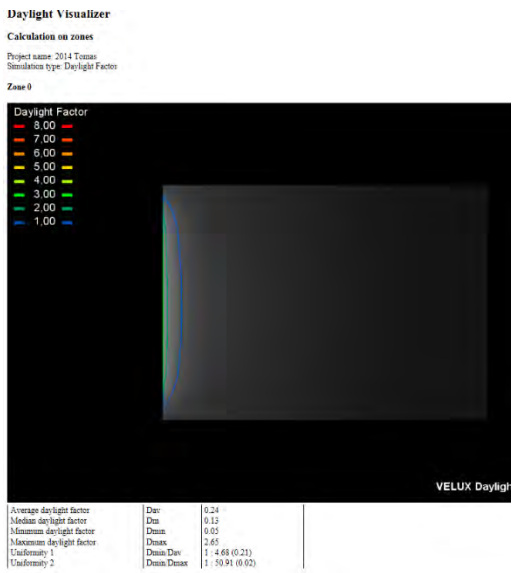 Daylight Visualizer
Calculation on zones
Project name: 2014 Tomas
Simulation type: Daylight Factos
Zone 0
Daylight Factor
8,00
7,00
6,00
5,00
4,00
3,00
2,00
1,00
VELUX Dayligh
Average daylight factor Dav 0.24
Median daylight factor Dm 0.13
Minimum daylight factor Dmin 0.05
Maximum daylight factor Dmax 2.65
Uniformity 1 Dmin/Dav 1 : 4.68 (0.21)
Uniformity 2 Dmin/Dmax 1 : 50.91 (0.02)